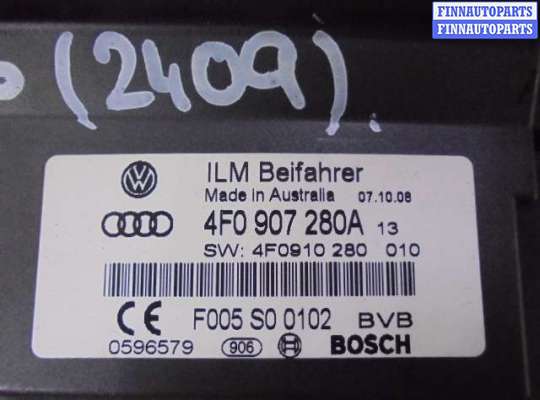 FINNAUTOPARTS
FINNAUTOPARTS
(2409).
ILM Beifahrer
Made in Australia 07.10.08
4F0 907 280A 13
SW: 4F0910 280 010
CE F005 S0 0102 BVB
0596579 906 BOSCH